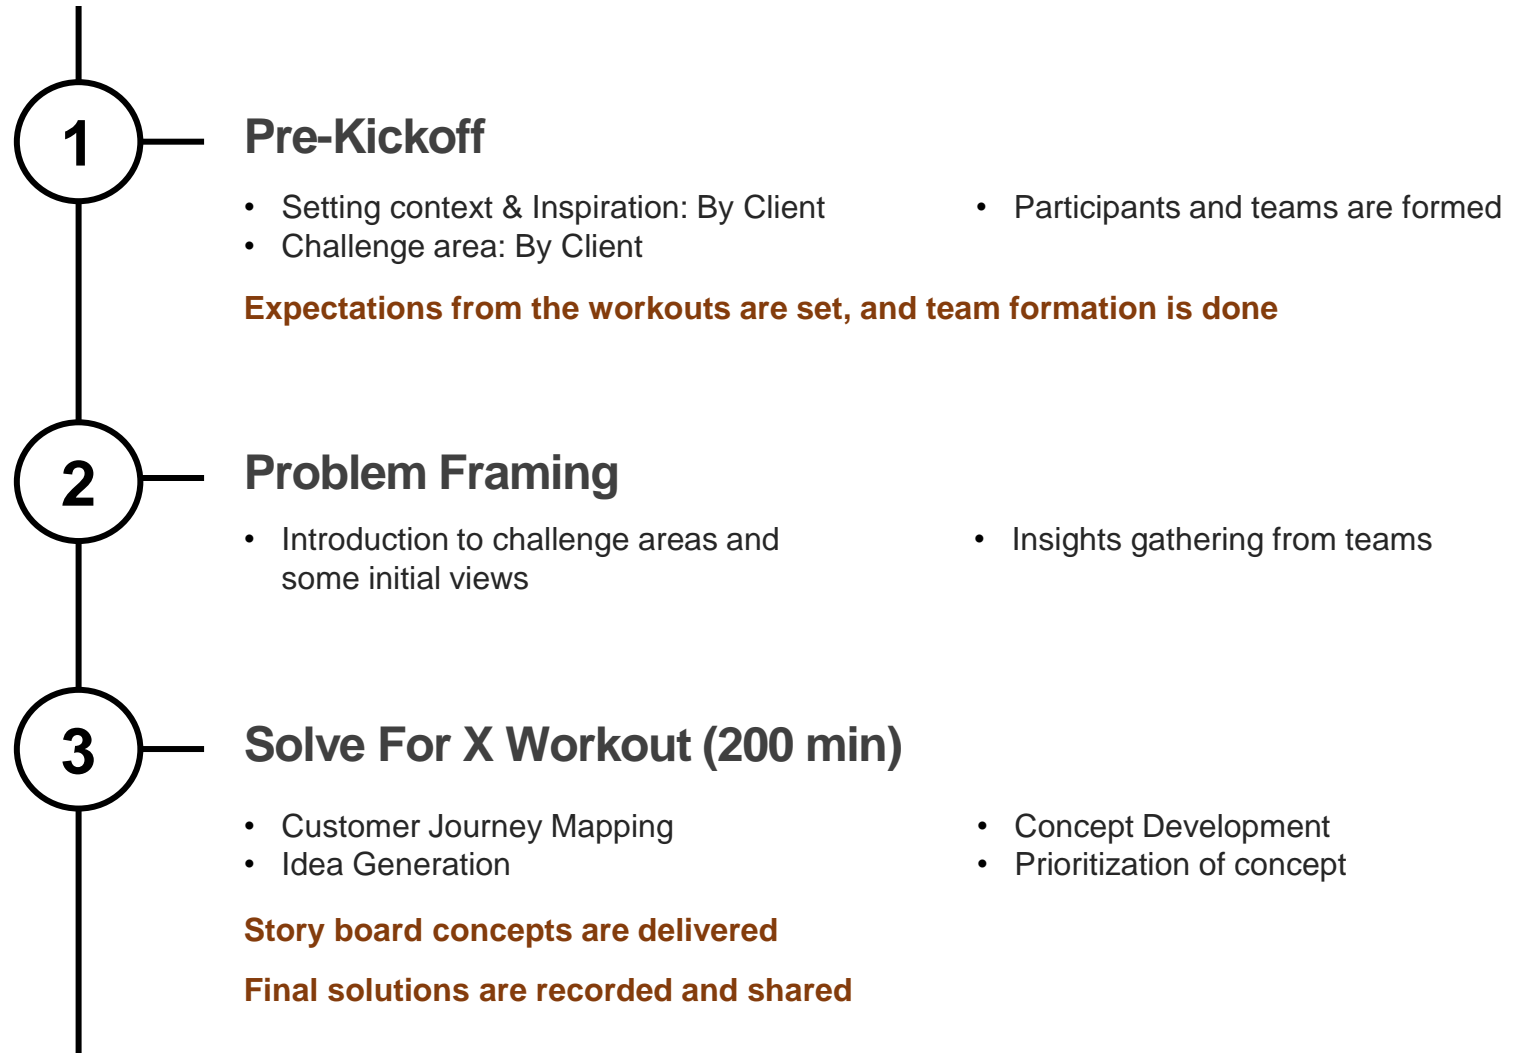 1
Pre-Kickoff
• Setting context & Inspiration: By Client
• Challenge area: By Client
• Participants and teams are formed
Expectations from the workouts are set, and team formation is done
2
Problem Framing
• Introduction to challenge areas and
some initial views
• Insights gathering from teams
3
Solve For X Workout (200 min)
• Customer Journey Mapping
• Idea Generation
• Concept Development
• Prioritization of concept
Story board concepts are delivered
Final solutions are recorded and shared